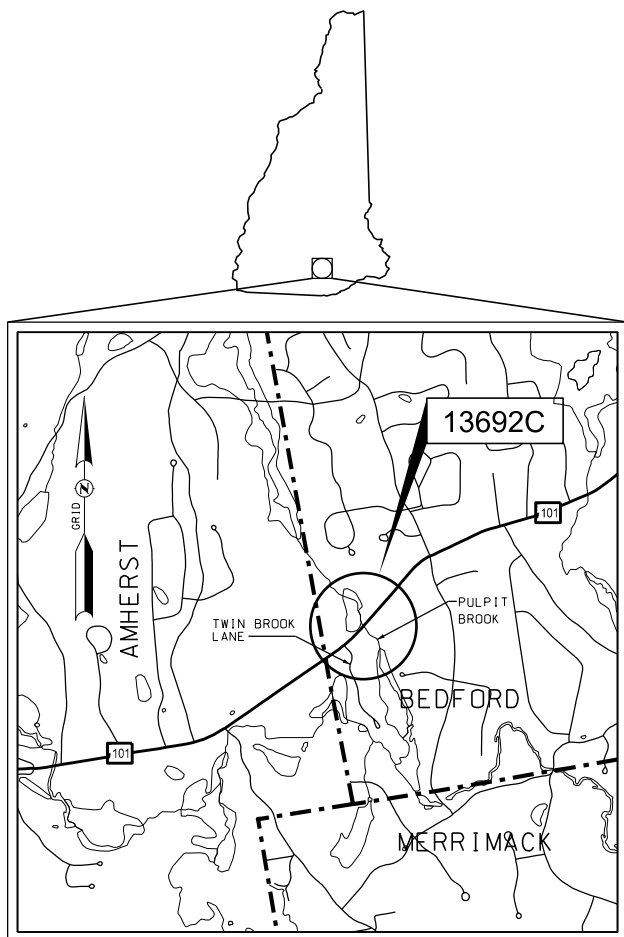 13692C
101
GRID
N
AMHERST
TWIN BROOK
LANE
PULPIT
BROOK
BEDFORD
101
MERRIMACK